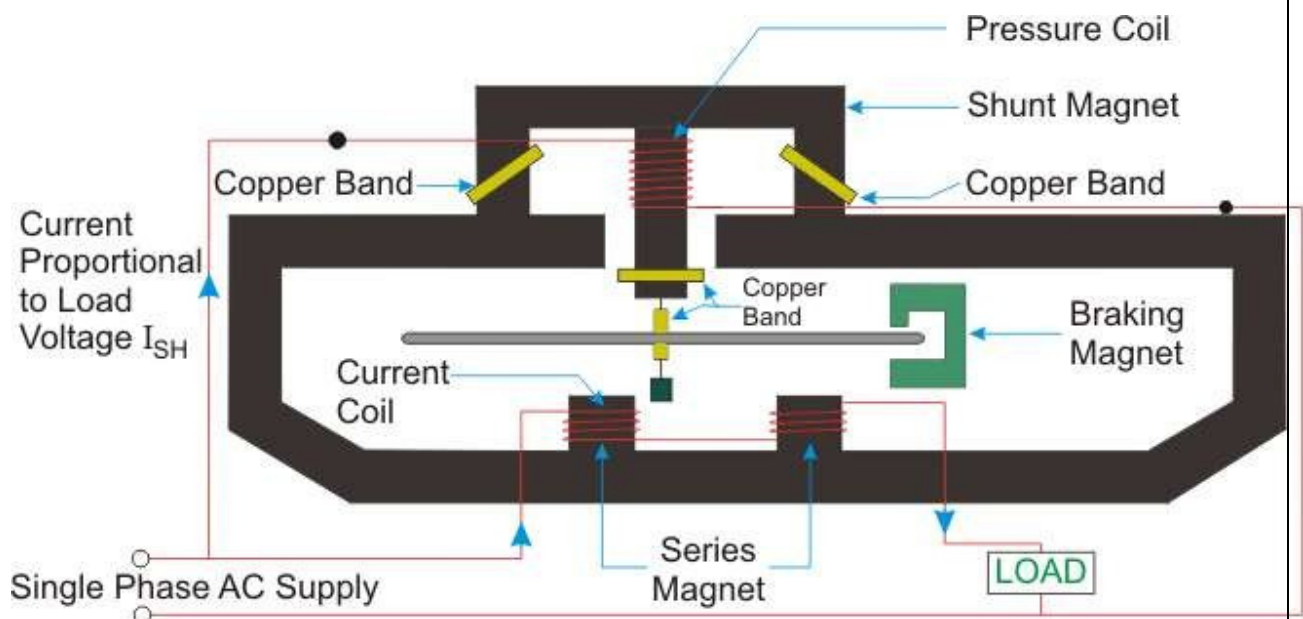 Pressure Coil
Shunt Magnet
Copper Band
Copper Band
Current
Proportional
to Load
Voltage I_SH
Copper
Band
Braking
Magnet
Current
Coil
Series
Magnet
LOAD
Single Phase AC Supply